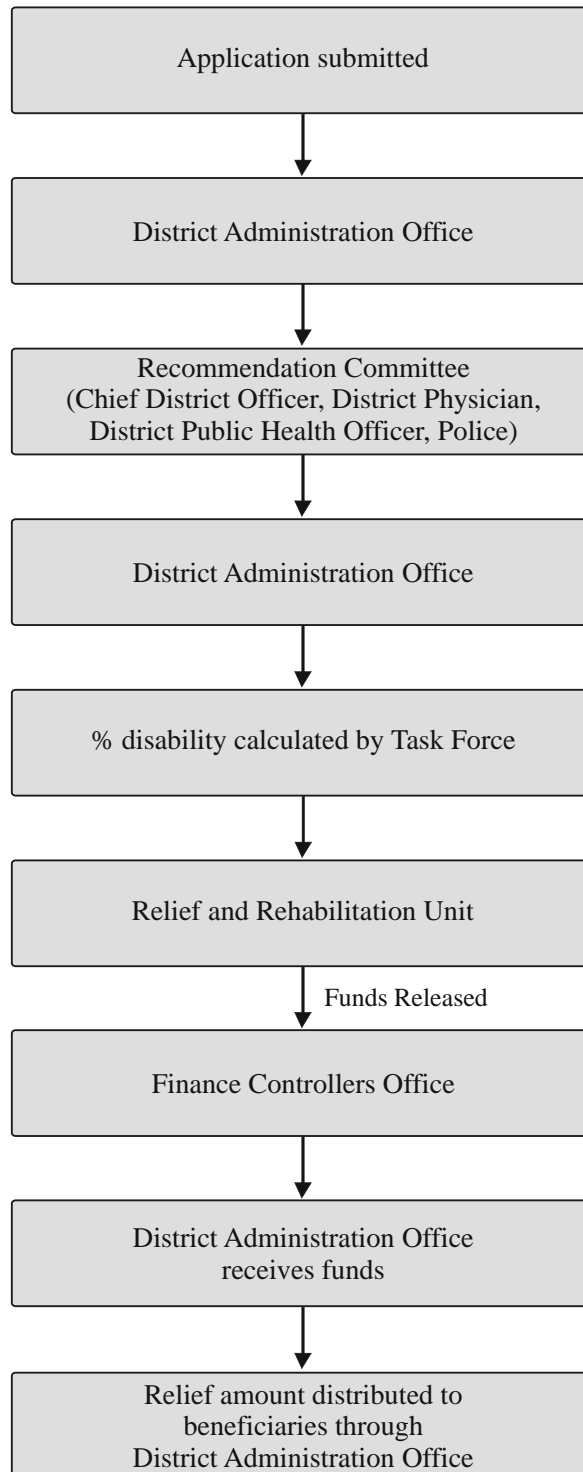 Application submitted
District Administration Office
Recommendation Committee
(Chief District Officer, District Physician,
District Public Health Officer, Police)
District Administration Office
% disability calculated by Task Force
Relief and Rehabilitation Unit
Funds Released
Finance Controllers Office
District Administration Office
receives funds
Relief amount distributed to
beneficiaries through
District Administration Office